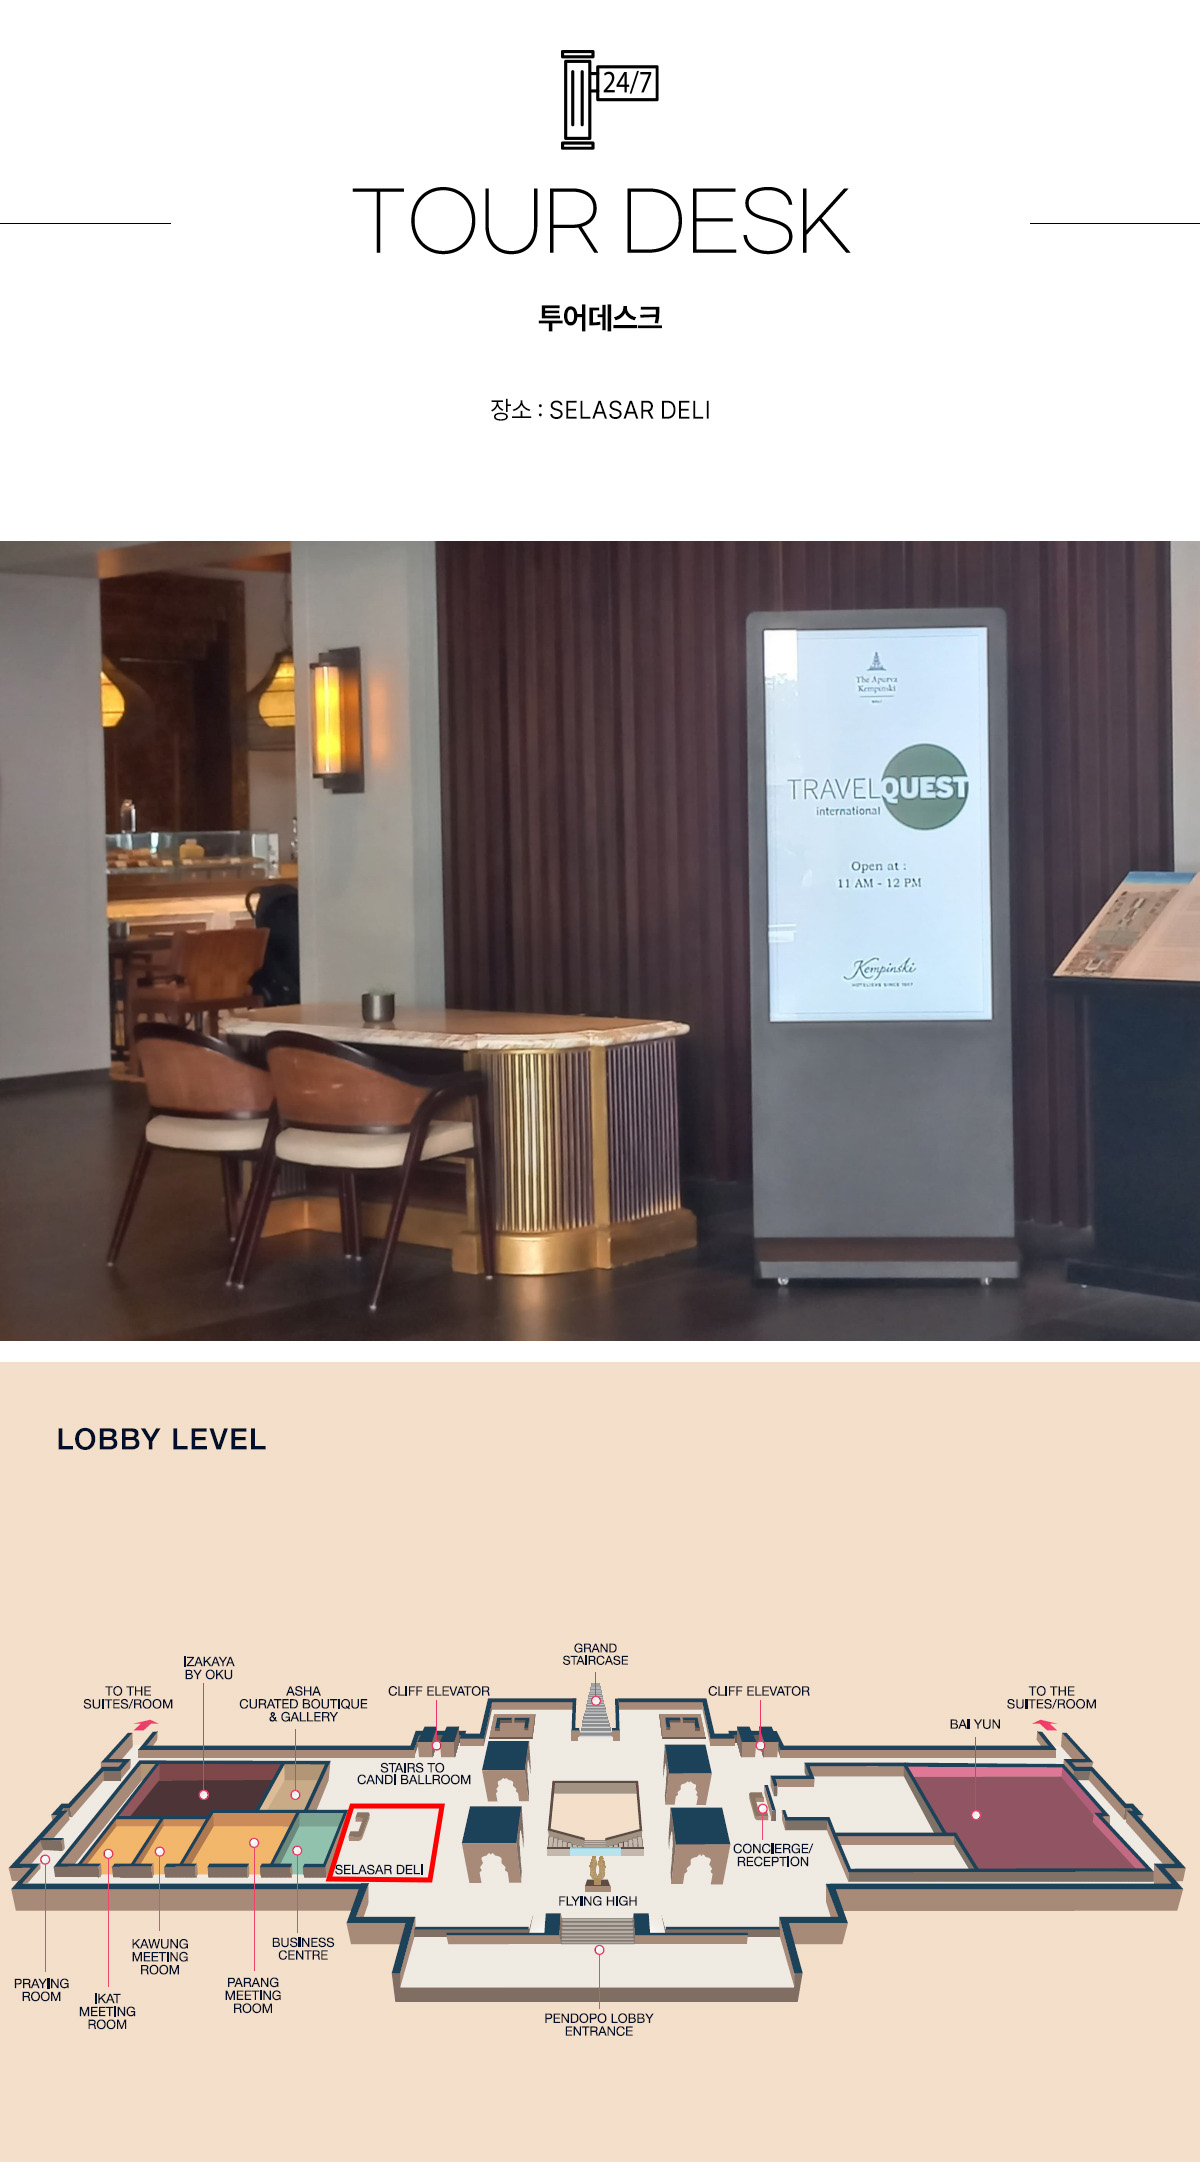 24/7
TOUR DESK
투어데스크
장소 : SELASAR DELI
The Apurva
Kempinski
BALI
TRAVELQUEST
international
Open at :
11 AM - 12 PM
Kempinski
HOTELIERS SINCE 1897
LOBBY LEVEL
GRAND
STAIRCASE
IZAKAYA
BY OKU
TO THE
SUITES/ROOM
ASHA
CURATED BOUTIQUE
& GALLERY
CLIFF ELEVATOR
CLIFF ELEVATOR
TO THE
SUITES/ROOM
BAI YUN
STAIRS TO
CANDI BALLROOM
SELASAR DELI
CONCIERGE/
RECEPTION
FLYING HIGH
KAWUNG
MEETING
ROOM
BUSINESS
CENTRE
PRAYING
ROOM
IKAT
MEETING
ROOM
PARANG
MEETING
ROOM
PENDOPO LOBBY
ENTRANCE